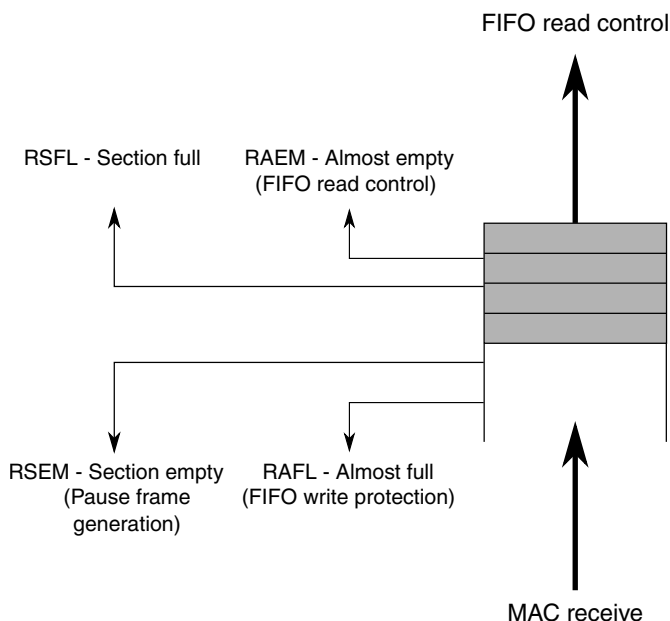 FIFO read control
RSFL - Section full
RAEM - Almost empty
(FIFO read control)
RSEM - Section empty
(Pause frame
generation)
RAFL - Almost full
(FIFO write protection)
MAC receive